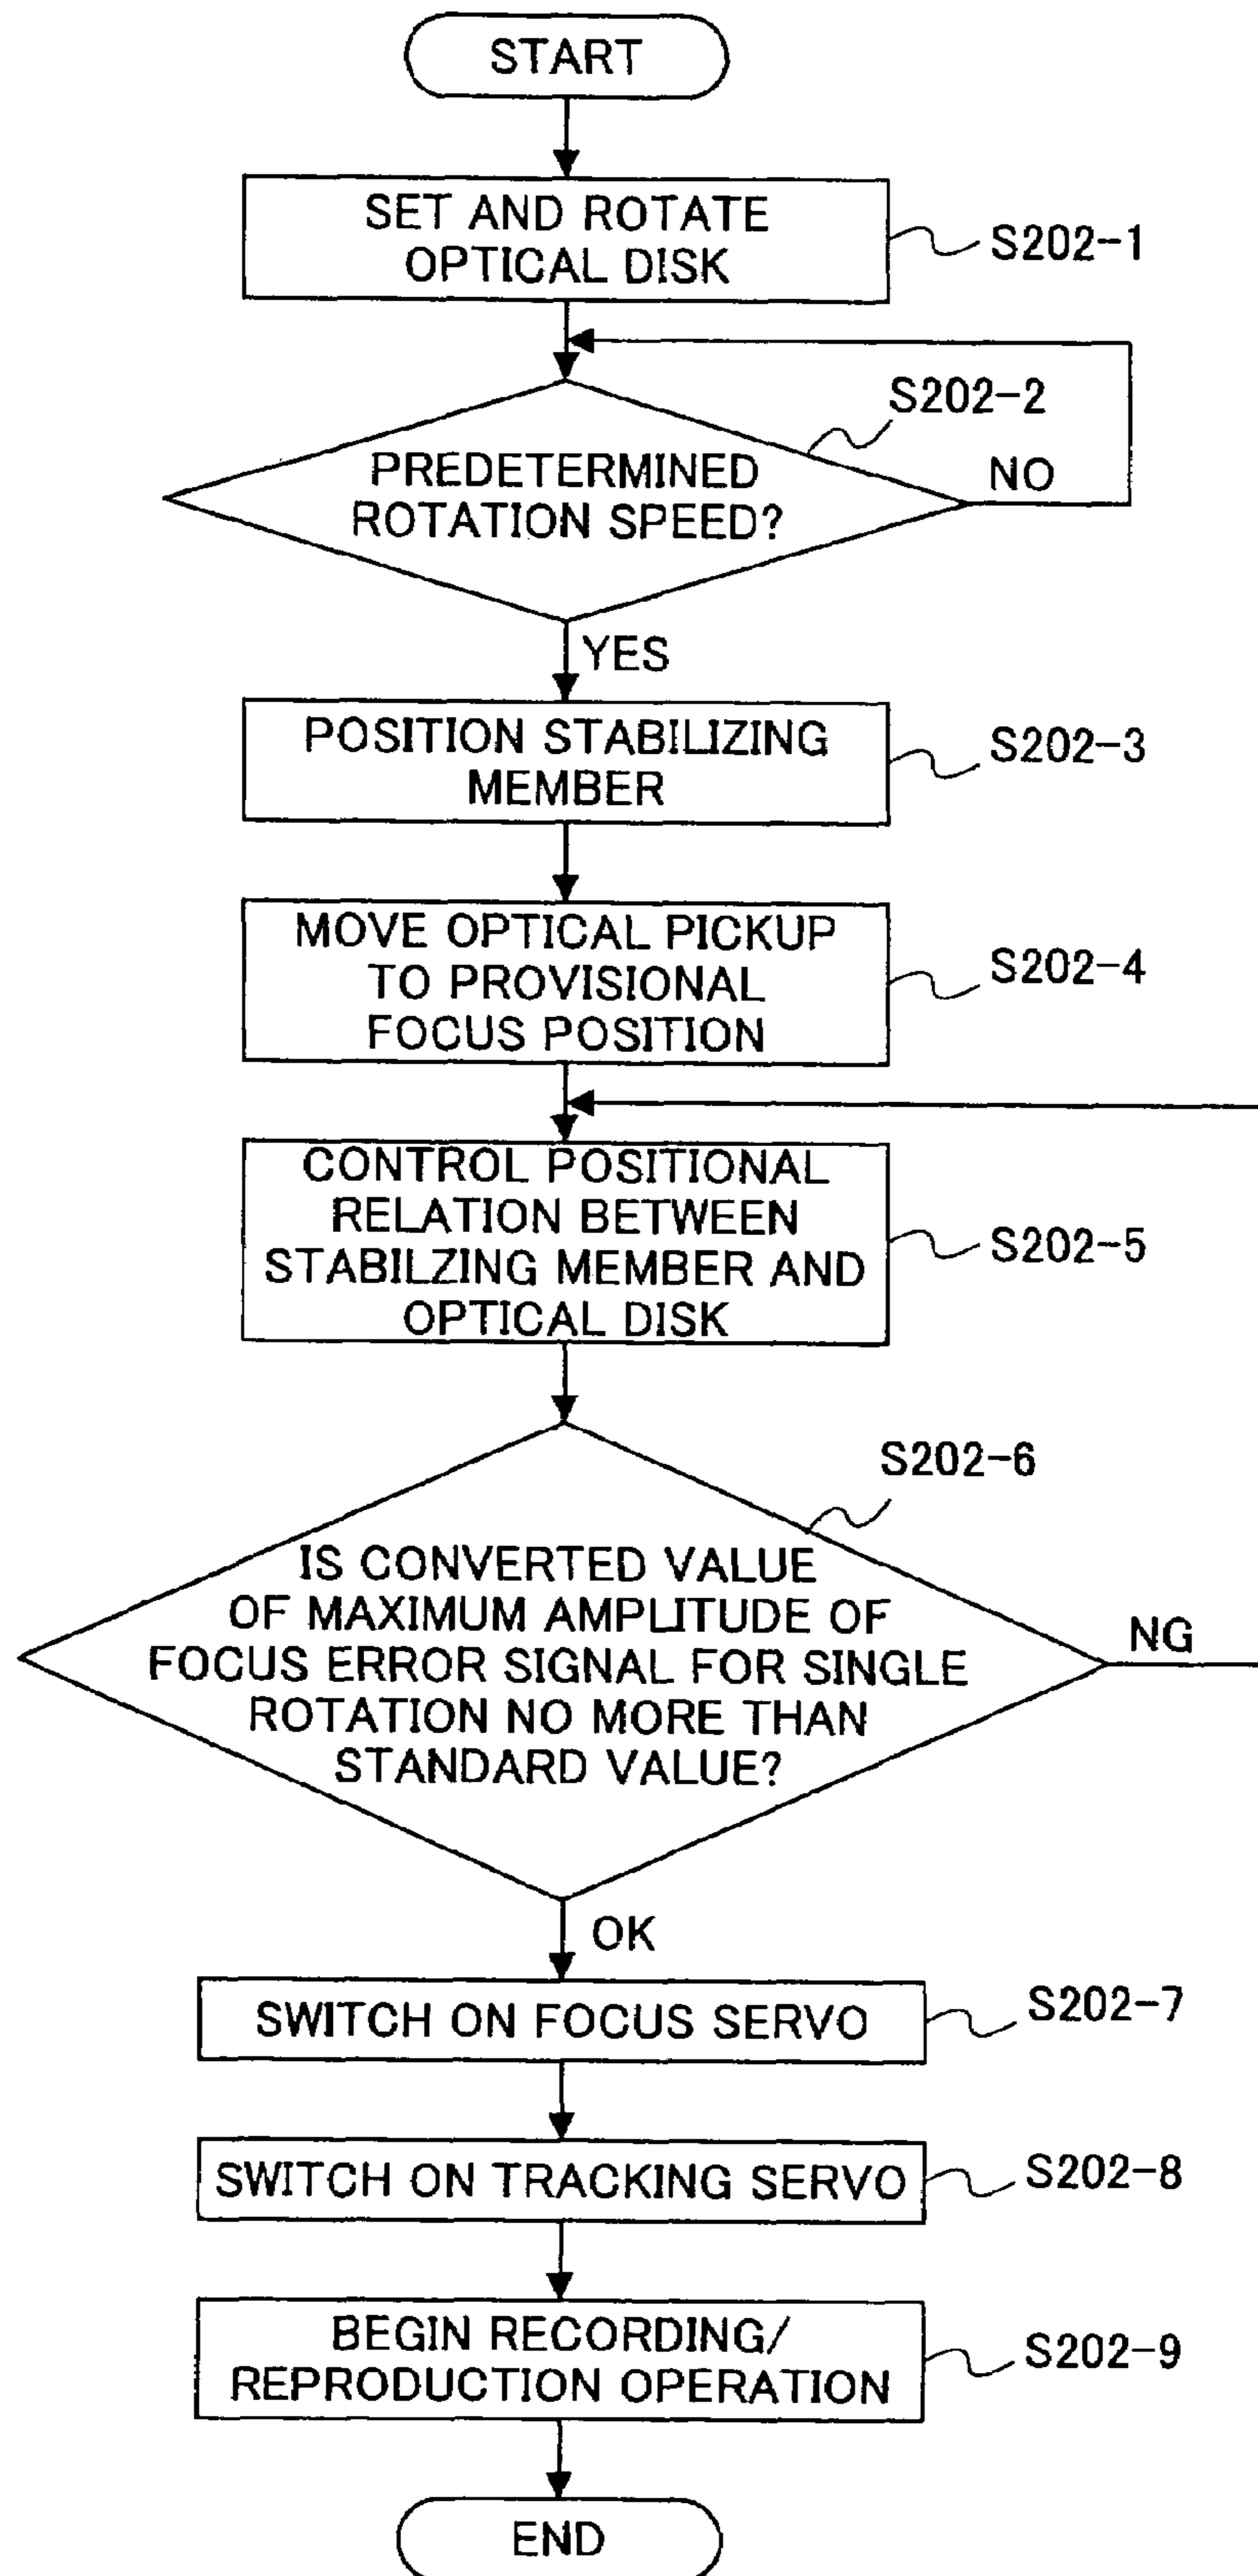 START
SET AND ROTATE
OPTICAL DISK
S202-1
S202-2
PREDETERMINED
ROTATION SPEED?
NO
YES
POSITION STABILIZING
MEMBER
S202-3
MOVE OPTICAL PICKUP
TO PROVISIONAL
FOCUS POSITION
S202-4
CONTROL POSITIONAL
RELATION BETWEEN
STABILZING MEMBER AND
OPTICAL DISK
S202-5
S202-6
IS CONVERTED VALUE
OF MAXIMUM AMPLITUDE OF
FOCUS ERROR SIGNAL FOR SINGLE
ROTATION NO MORE THAN
STANDARD VALUE?
NG
OK
SWITCH ON FOCUS SERVO
S202-7
SWITCH ON TRACKING SERVO
S202-8
BEGIN RECORDING/
REPRODUCTION OPERATION
S202-9
END